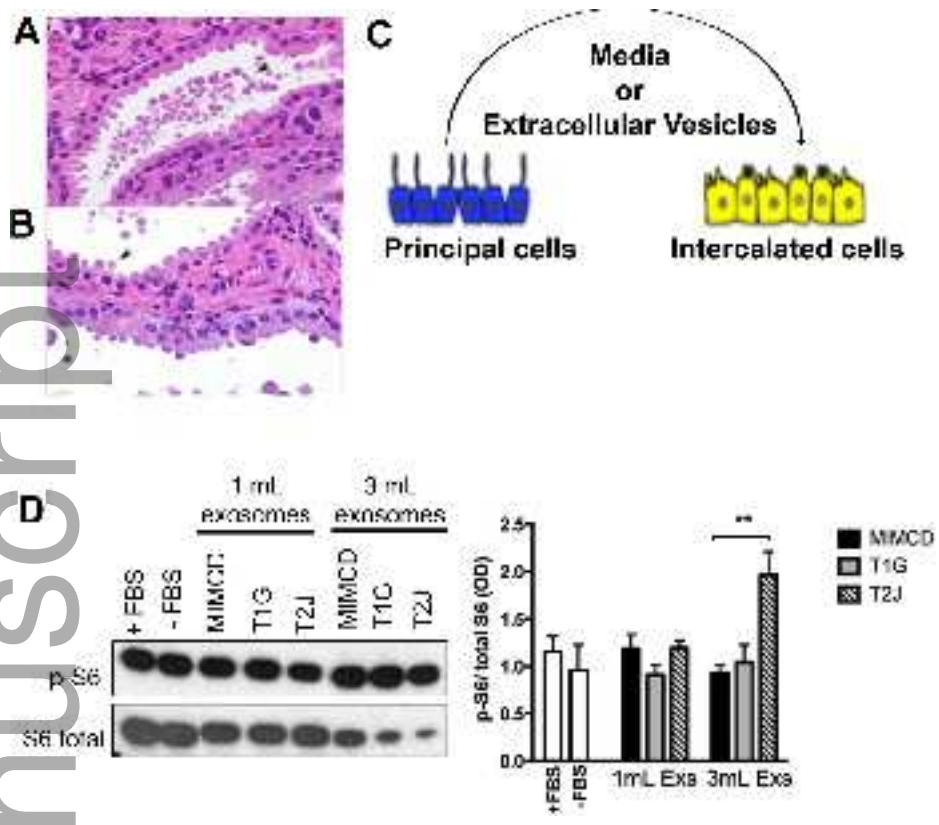 A
B
C
Media
or
Extracellular Vesicles
Principal cells
Intercalated cells
D
1 mL
exosomes
3 mL
exosomes
+FBS
-FBS
MIMCD
T1G
T2J
MIMCD
T1G
T2J
p-S6
S6 total
p-S6/ total S6 (OD)
2.5
2.0
1.5
1.0
0.5
0.0
**
+FBS
-FBS
1mL Exs
3mL Exs
MIMCD
T1G
T2J
nuscript